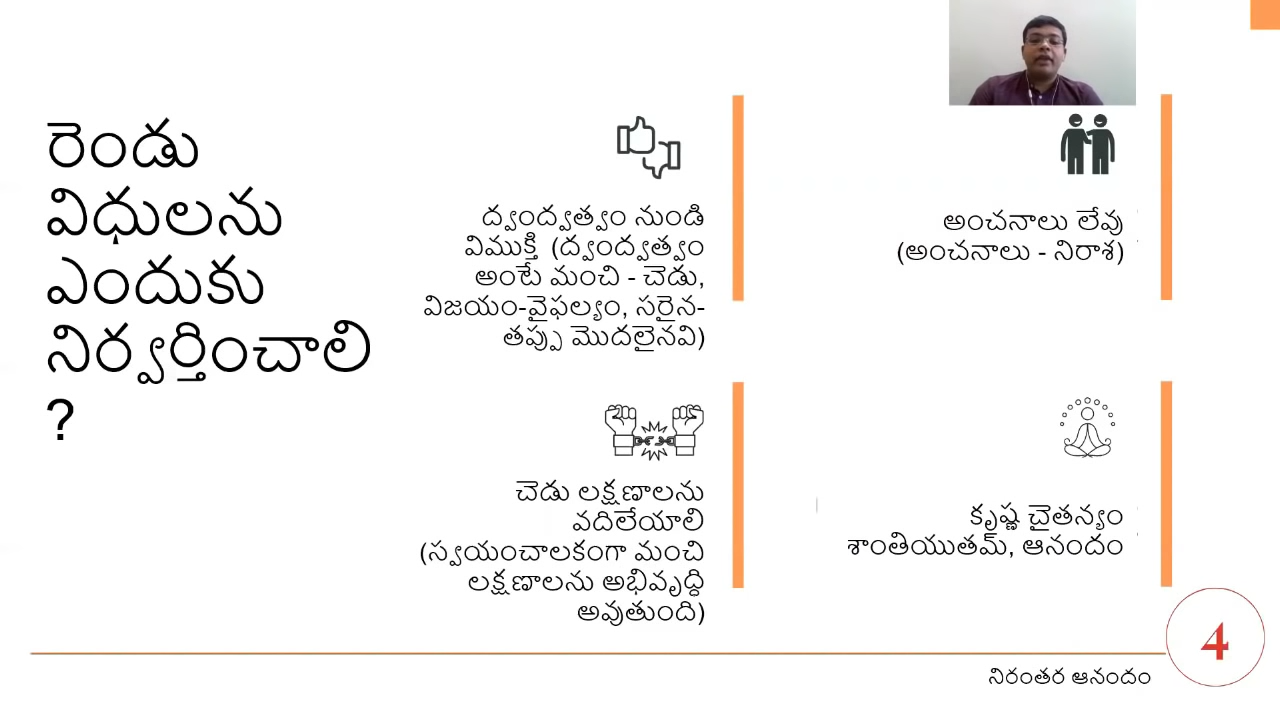 రెండు
విధులను
ఎందుకు
నిర్వర్తించాలి
?
ద్వంద్వత్వం నుండి
విముక్తి (ద్వంద్వత్వం
అంటే మంచి - చెడు,
విజయం-వైఫల్యం, సరైన-
తప్పు మొదలైనవి)
అంచనాలు లేవు
(అంచనాలు - నిరాశ)
చెడు లక్షణాలను
వదిలేయాలి
(స్వయంచాలకంగా మంచి
లక్షణాలను అభివృద్ధి
అవుతుంది)
కృష్ణ చైతన్యం
శాంతియుతమ్, ఆనందం
4
నిరంతర ఆనందం